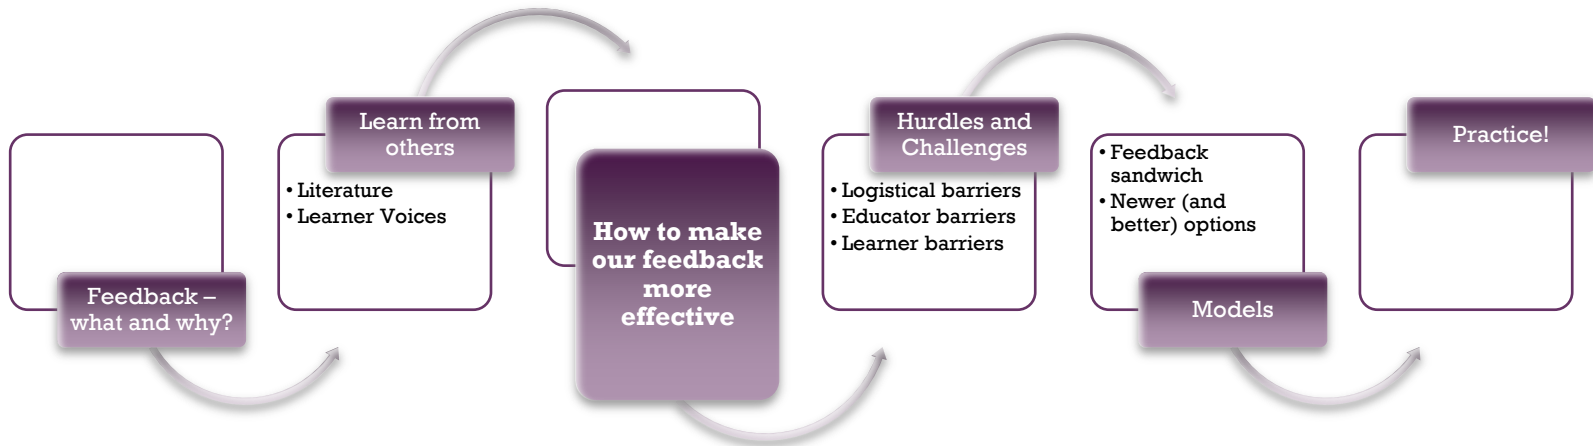 Feedback –
what and why?
Learn from
others
• Literature
• Learner Voices
How to make
our feedback
more
effective
Hurdles and
Challenges
• Logistical barriers
• Educator barriers
• Learner barriers
• Feedback
sandwich
• Newer (and
better) options
Models
Practice!